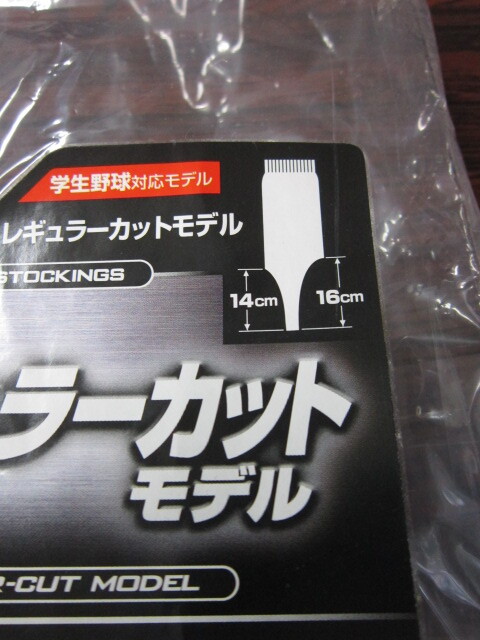 学生野球対応モデル
レギュラーカットモデル
STOCKINGS
14cm
16cm
ラーカット
モデル
R-CUT MODEL